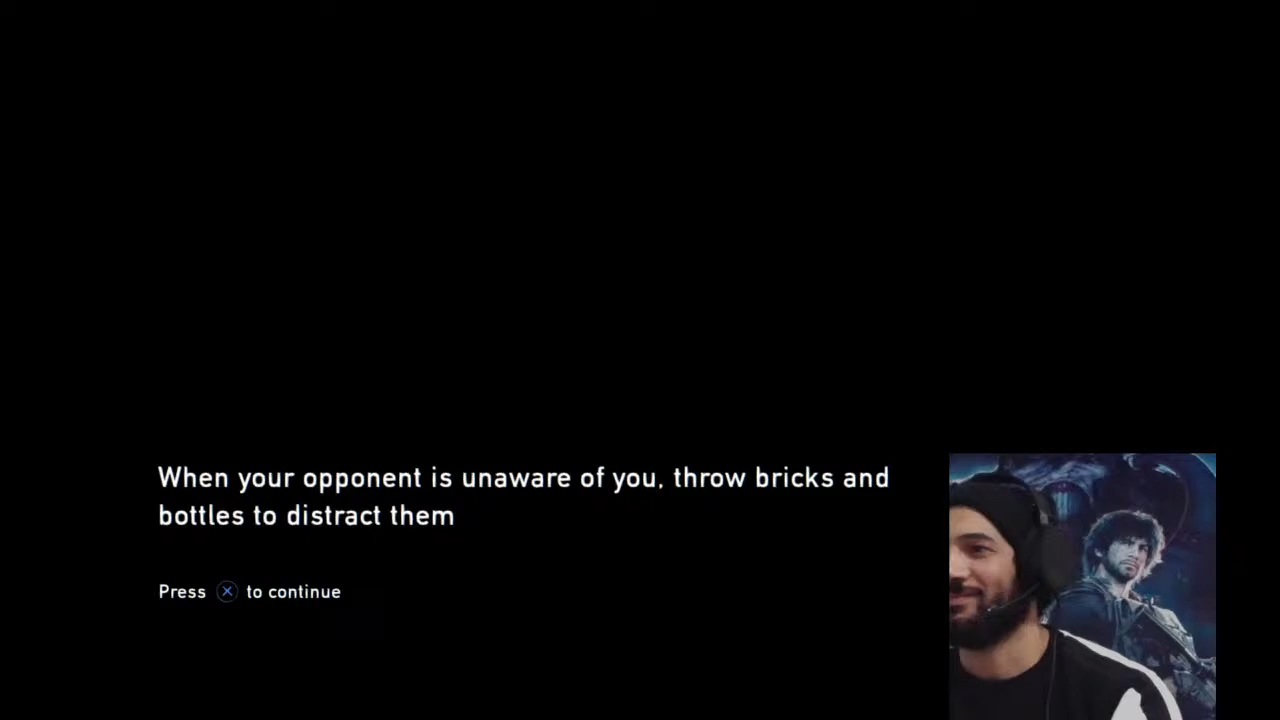 When your opponent is unaware of you, throw bricks and
bottles to distract them
Press ⓧ to continue